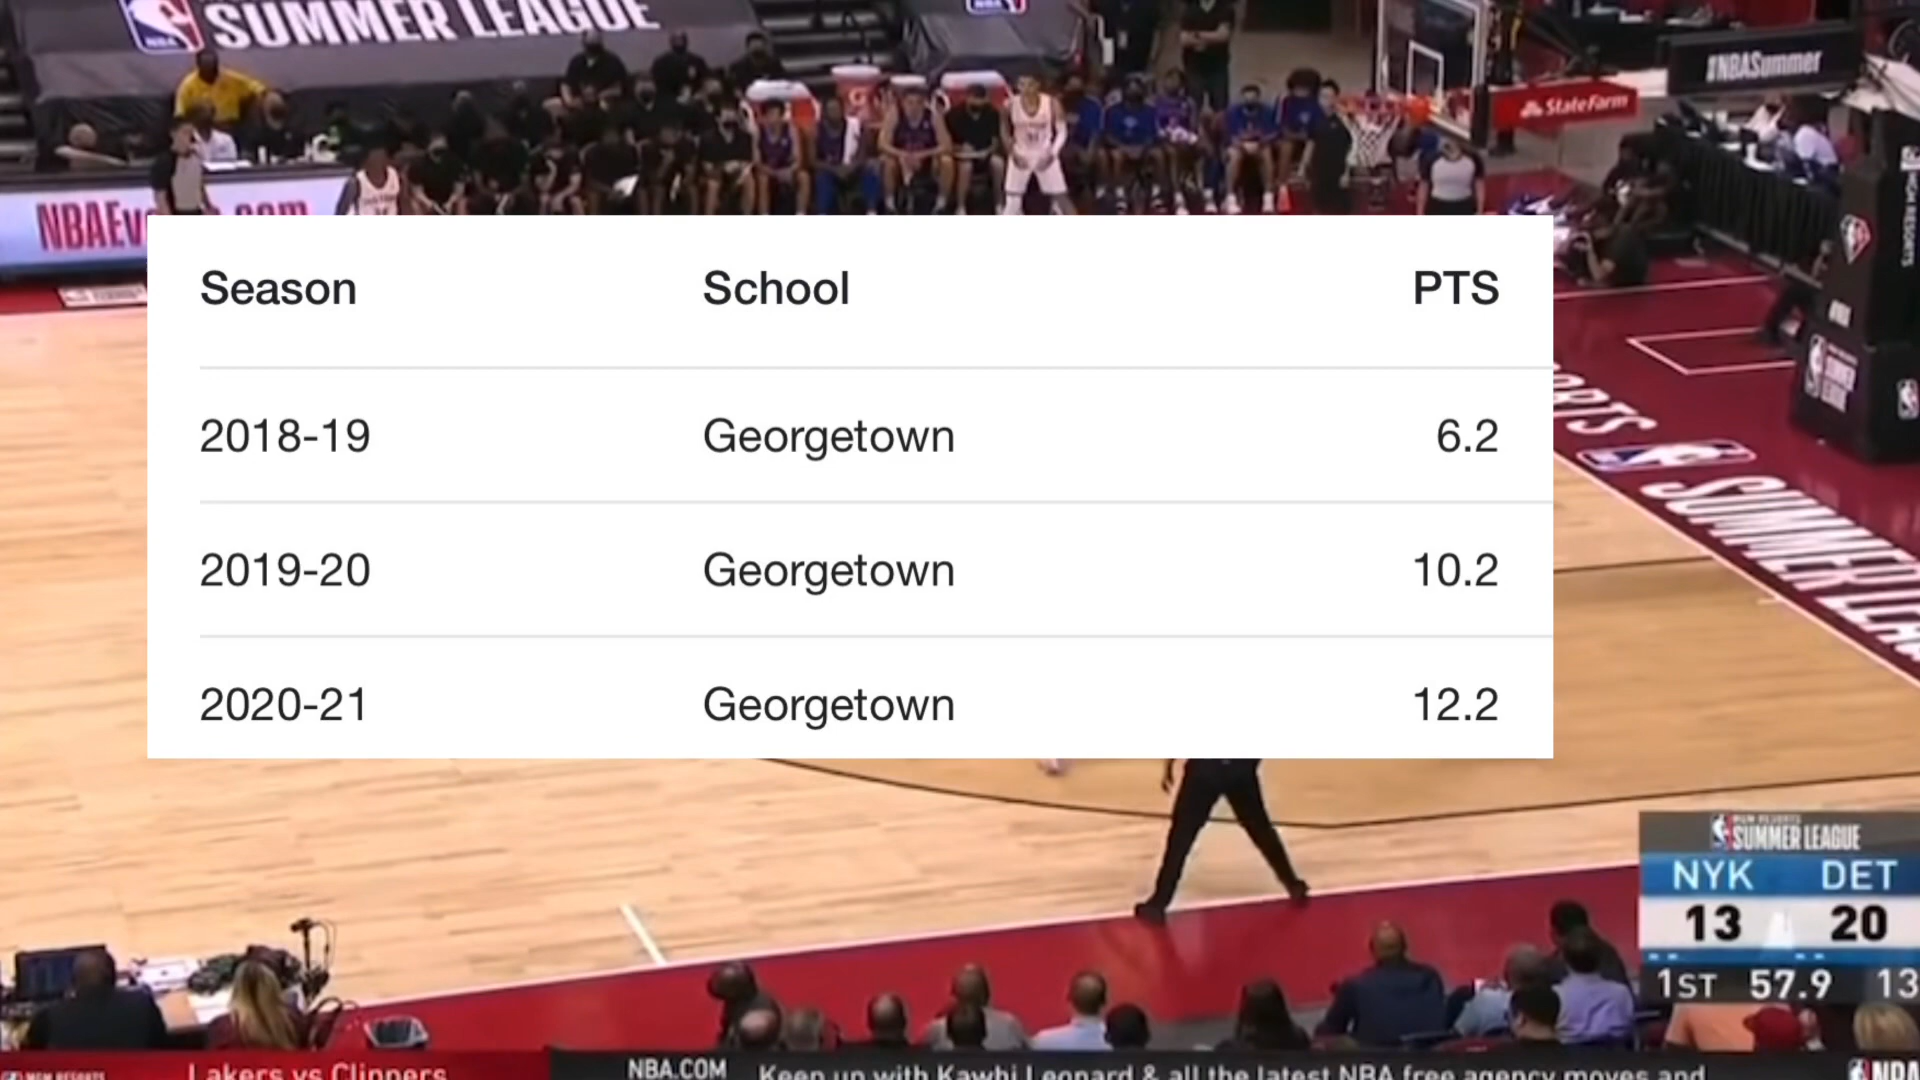 SUMMER LEAGUE
#NBASummer
StateFarm
Season School PTS
2018-19 Georgetown 6.2
2019-20 Georgetown 10.2
2020-21 Georgetown 12.2
SUMMER LEAGUE
NYK DET
13 20
1ST 57.9 13
Lakers vs Clippers
NBA.COM Keep up with Kawhi Leonard & all the latest NBA free agency moves and